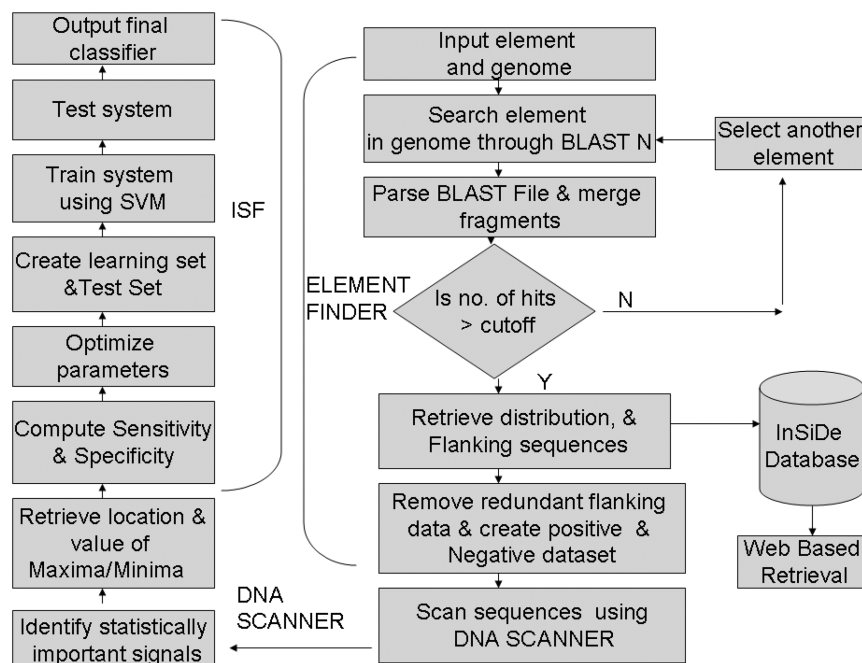 Output final
classifier
Test system
Train system
using SVM
Create learning set
&Test Set
Optimize
parameters
Compute Sensitivity
& Specificity
Retrieve location &
value of
Maxima/Minima
Identify statistically
important signals
ISF
Input element
and genome
Search element
in genome through BLAST N
Parse BLAST File & merge
fragments
ELEMENT
FINDER
Is no. of hits
> cutoff
N
Select another
element
Y
Retrieve distribution, &
Flanking sequences
InSiDe
Database
Remove redundant flanking
data & create positive &
Negative dataset
Web Based
Retrieval
DNA
SCANNER
Scan sequences using
DNA SCANNER